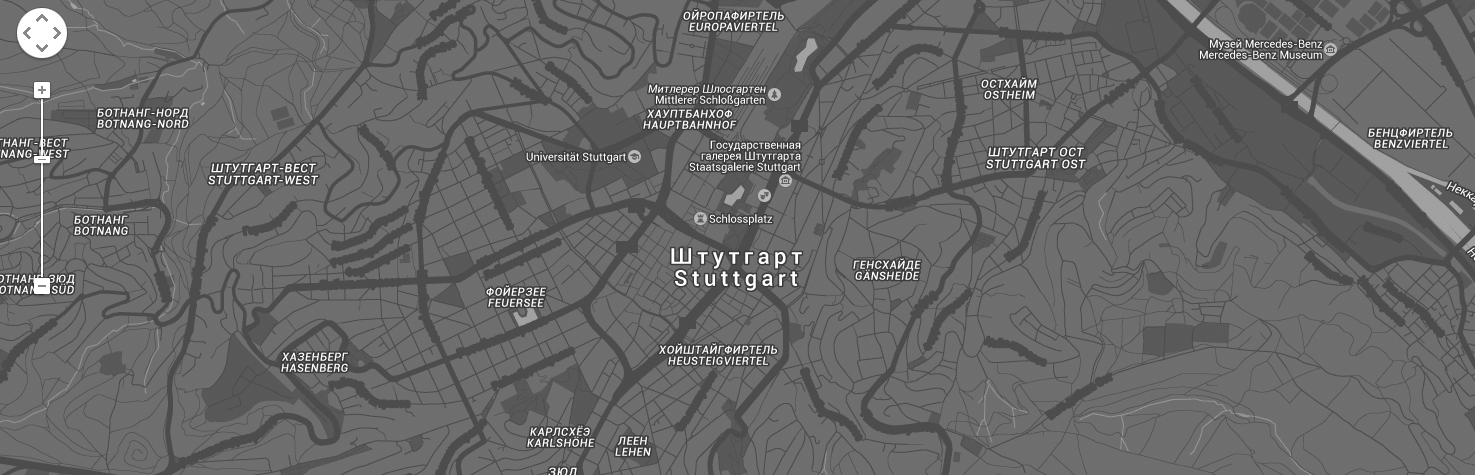 ОЙРОПАФИРТЕЛЬ
EUROPAVIERTEL
Музей Mercedes-Benz
Mercedes-Benz Museum
Митлерер Шлосгартен
Mittlerer Schloßgarten
ОСТХАЙМ
OSTHEIM
БОТНАНГ-НОРД
BOTNANG-NORD
ХАУПТБАНХОФ
HAUPTBANHNHOF
БЕНЦФИРТЕЛЬ
BENZVIERTEL
Государственная
галерея Штутгарта
Staatsgalerie Stuttgart
ШТУТГАРТ ОСТ
STUTTGART OST
Universität Stuttgart
ШТУТГАРТ-ВЕСТ
STUTTGART-WEST
БОТНАНГ
BOTNANG
Schlossplatz
Штутгарт
Stuttgart
ГЕНСХАЙДЕ
GÄNSHEIDE
ФОЙЕРЗЕЕ
FEUERSEE
ХОЙШТАЙГФИРТЕЛЬ
HEUSTEIGVIERTEL
ХАЗЕНБЕРГ
HASENBERG
КАРЛСХЁЭ
KARLSHÖHE
ЛЕЕН
LEHEN
ЗЮД